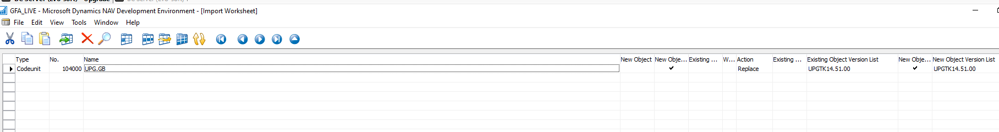 GFA_LIVE - Microsoft Dynamics NAV Development Environment - [Import Worksheet]
File Edit View Tools Window Help
Type No. Name New Object New Obje... Existing ... W... Action Existing ... Existing Object Version List New Obje... New Object Version List
Codeunit 104000 UPG.GB Replace UPGTK14.51.00 UPGTK14.51.00